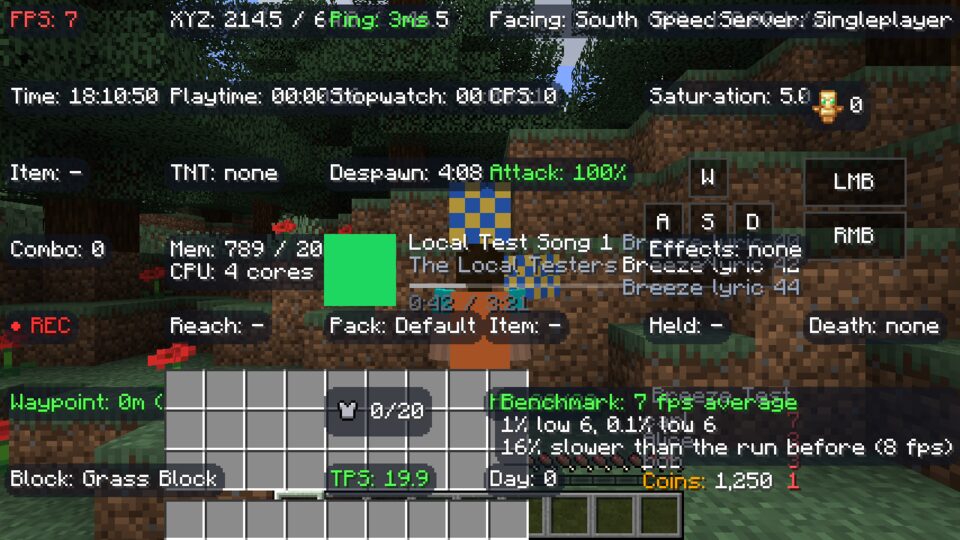 FPS: 7
XYZ: 214.5 / 6
Ping: 3ms
5
Facing: South
Speed
Server: Singleplayer
Time: 18:10:50
Playtime: 00:0
Stopwatch: 00:
CPS:
0
Saturation: 5.0
0
Item: -
TNT: none
Despawn: 4:08
Attack: 100%
W
LMB
A
S
D
RMB
Combo: 0
Mem: 789 / 20
CPU: 4 cores
Local Test Song 1
The Local Testers
0:42 / 3:21
Effects: none
Breeze lyric 42
Breeze lyric 44
REC
Reach: -
Pack: Default
Item: -
Held: -
Death: none
Waypoint: 0m (
0/20
Breeze Test
Benchmark: 7 fps average
1% low 6, 0.1% low 6
16% slower than the run before (8 fps)
Block: Grass Block
TPS: 19.9
Day: 0
Coins: 1,250
1